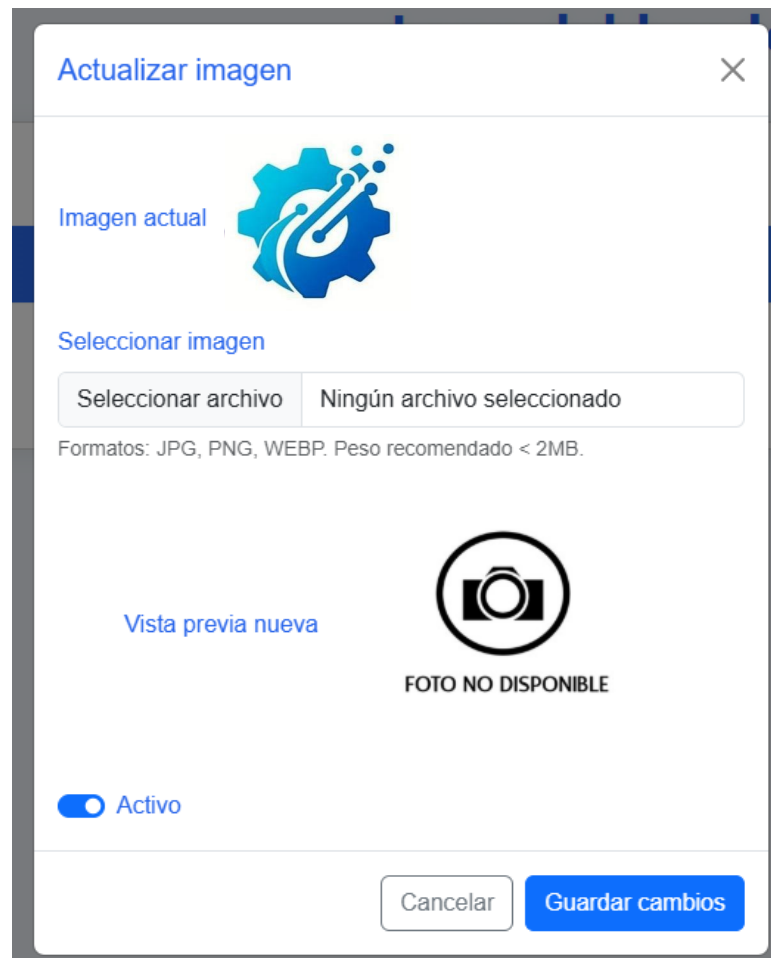 Actualizar imagen
Imagen actual
Seleccionar imagen
Seleccionar archivo Ningún archivo seleccionado
Formatos: JPG, PNG, WEBP. Peso recomendado < 2MB.
Vista previa nueva
FOTO NO DISPONIBLE
Activo
Cancelar Guardar cambios